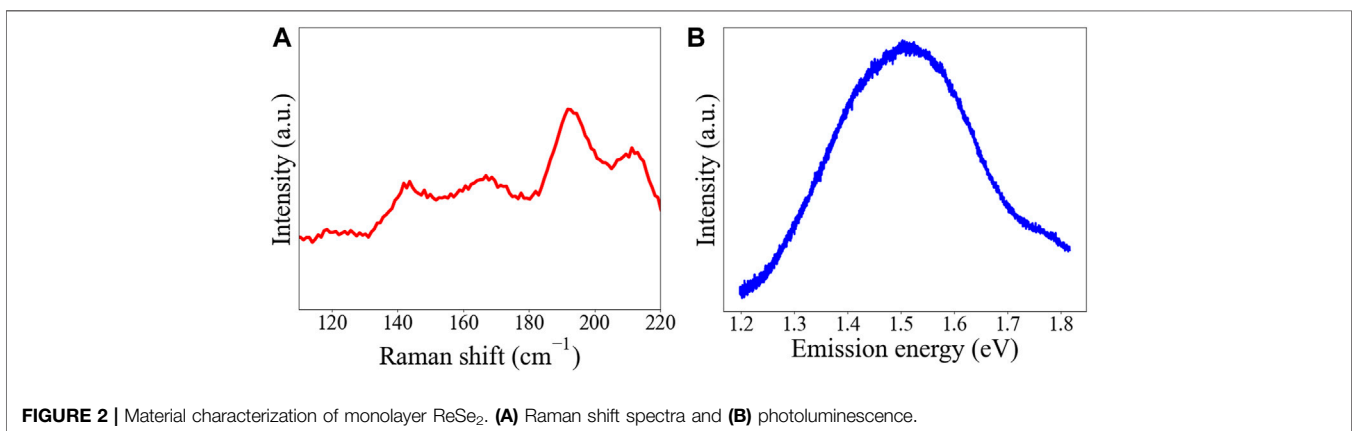 A
B
Intensity (a.u.)
Intensity (a.u.)
120 140 160 180 200 220
1.2 1.3 1.4 1.5 1.6 1.7 1.8
Raman shift (cm⁻¹)
Emission energy (eV)
FIGURE 2 | Material characterization of monolayer ReSe₂. (A) Raman shift spectra and (B) photoluminescence.